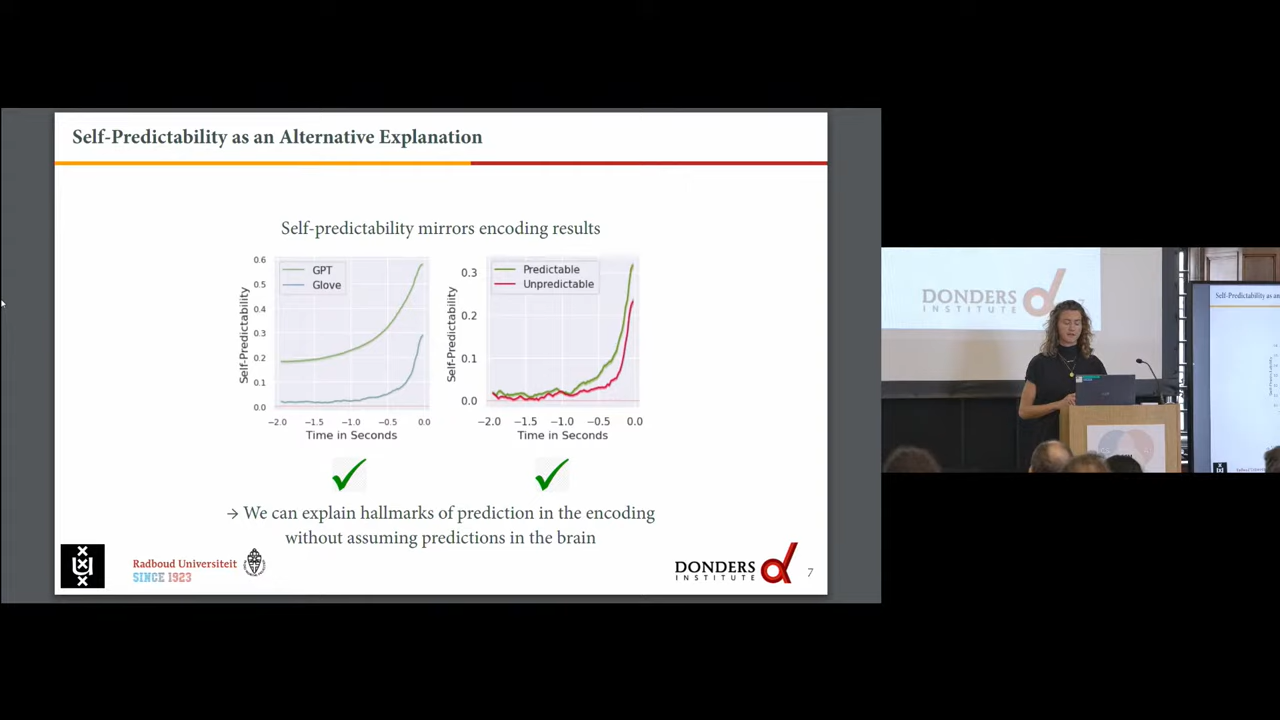 Self-Predictability as an Alternative Explanation
Self-predictability mirrors encoding results
0.6
0.5
0.4
0.3
0.2
0.1
0.0
Self-Predictability
GPT
Glove
−2.0 −1.5 −1.0 −0.5 0.0
Time in Seconds
0.3
0.2
0.1
0.0
Self-Predictability
Predictable
Unpredictable
−2.0 −1.5 −1.0 −0.5 0.0
Time in Seconds
→ We can explain hallmarks of prediction in the encoding
without assuming predictions in the brain
Radboud Universiteit
SINCE 1923
DONDERS
INSTITUTE
7
DONDERS
INSTITUTE
Self-Predictability as an